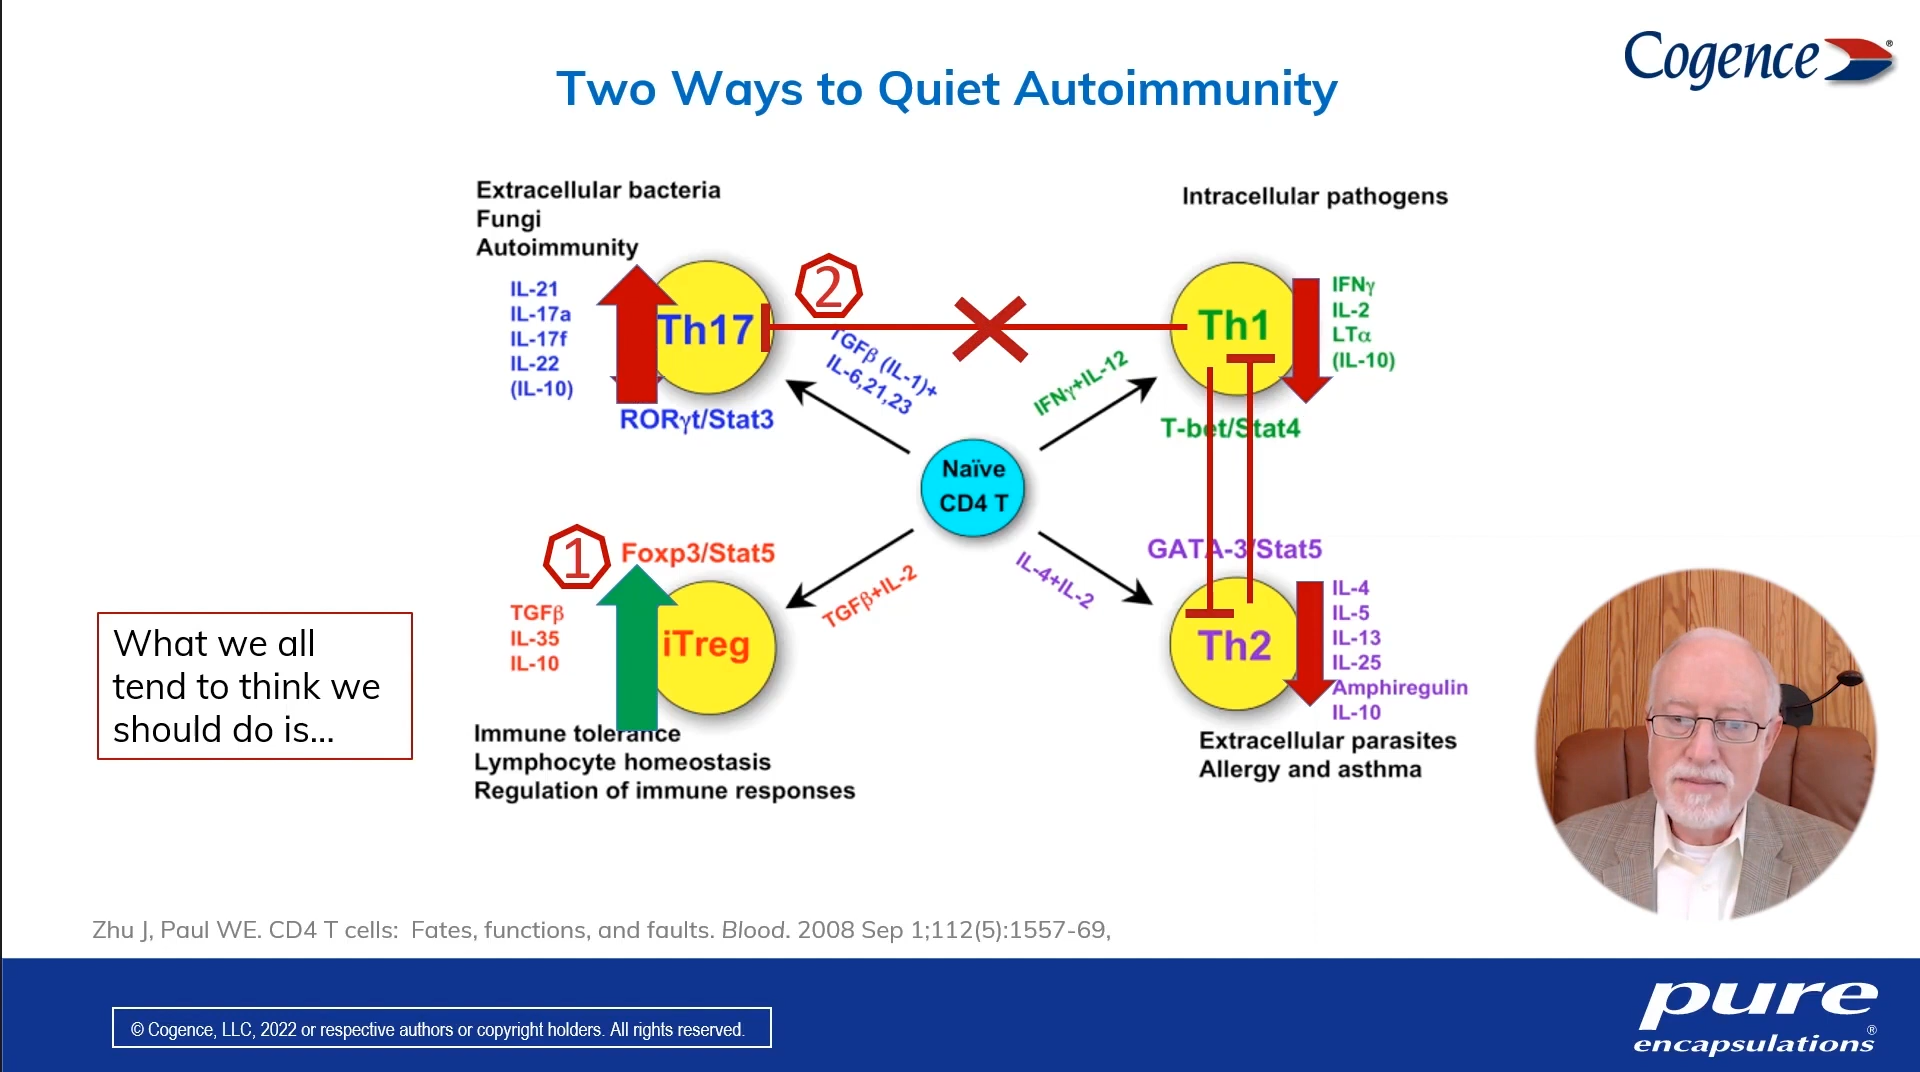 Cogence®
Two Ways to Quiet Autoimmunity
Extracellular bacteria
Fungi
Autoimmunity
IL-21
IL-17a
IL-17f
IL-22
(IL-10)
Th17
RORγt/Stat3
2
TGFβ (IL-1)+
IL-6,21,23
Intracellular pathogens
Th1
IFNγ
IL-2
LTα
(IL-10)
IFNγ+IL-12
T-bet/Stat4
Naïve
CD4 T
1
Foxp3/Stat5
TGFβ
IL-35
IL-10
iTreg
TGFβ+IL-2
Immune tolerance
Lymphocyte homeostasis
Regulation of immune responses
IL-4+IL-2
GATA-3/Stat5
Th2
IL-4
IL-5
IL-13
IL-25
Amphiregulin
IL-10
Extracellular parasites
Allergy and asthma
What we all
tend to think we
should do is...
Zhu J, Paul WE. CD4 T cells: Fates, functions, and faults. Blood. 2008 Sep 1;112(5):1557-69,
© Cogence, LLC, 2022 or respective authors or copyright holders. All rights reserved.
pure
encapsulations®